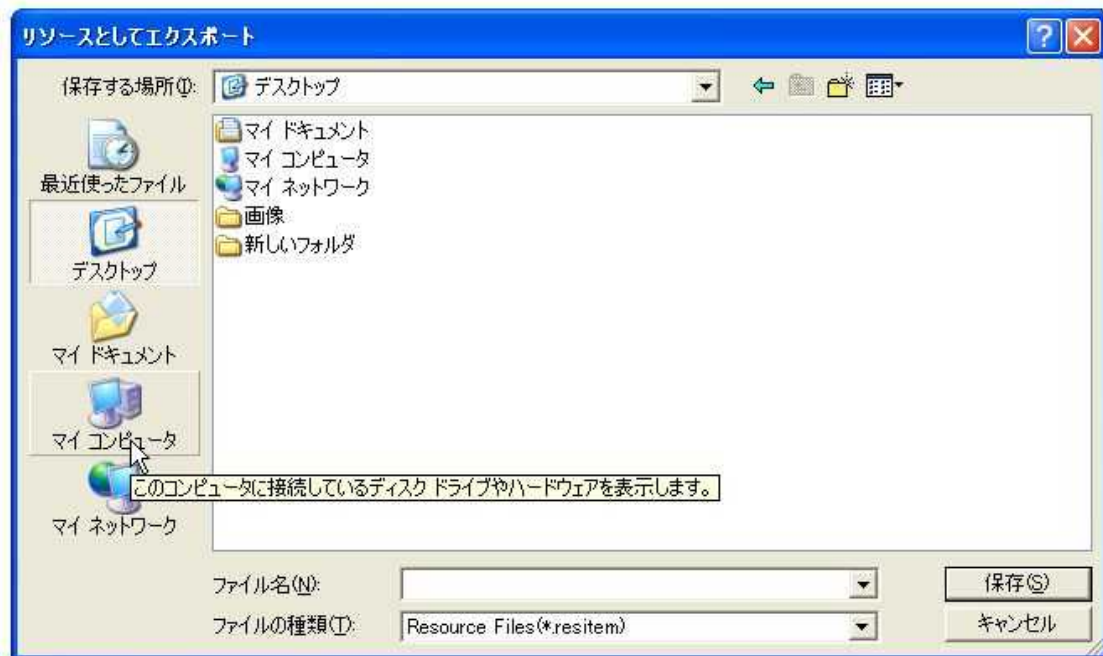 リソースとしてエクスポート
保存する場所(I):
デスクトップ
最近使ったファイル
デスクトップ
マイ ドキュメント
マイ コンピュータ
マイ ネットワーク
マイ ドキュメント
マイ コンピュータ
マイ ネットワーク
画像
新しいフォルダ
このコンピュータに接続しているディスク ドライブやハードウェアを表示します。
ファイル名(N):
保存(S)
ファイルの種類(T):
Resource Files(*.resitem)
キャンセル